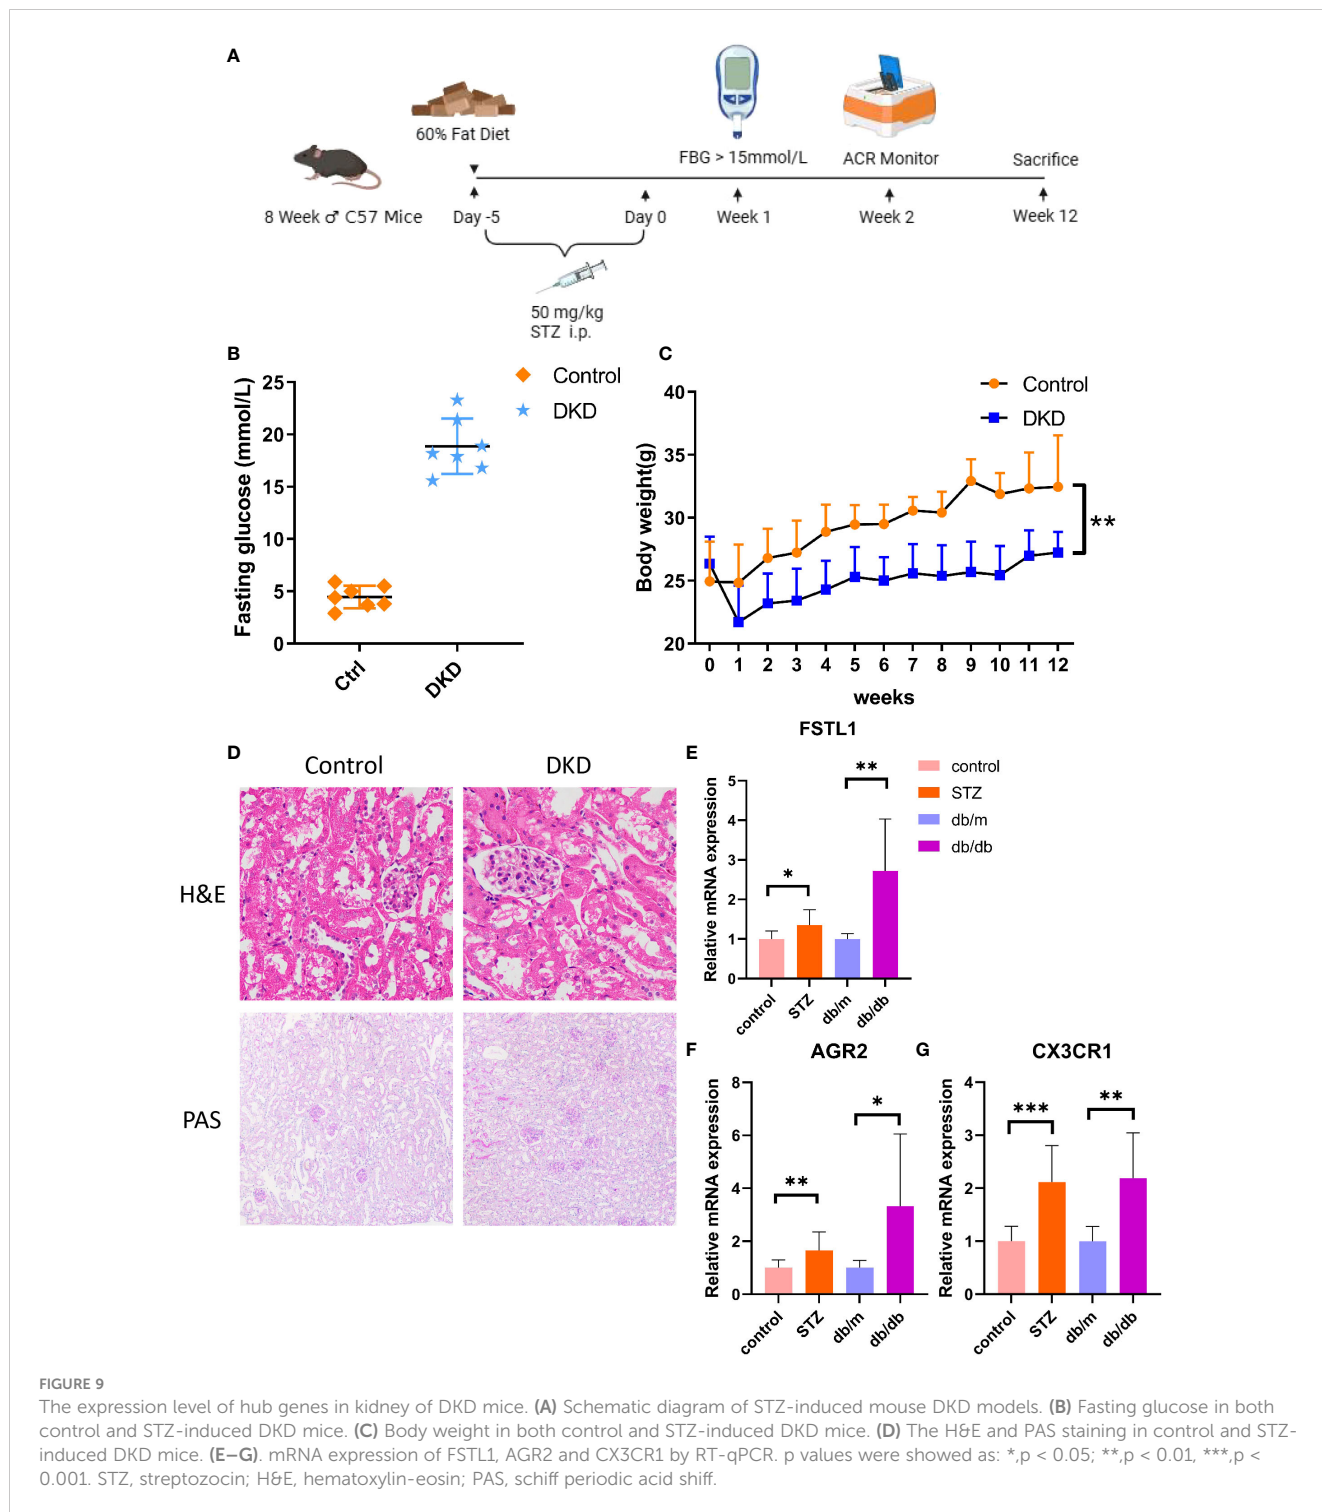 A
60% Fat Diet
FBG > 15mmol/L
ACR Monitor
Sacrifice
8 Week ♂ C57 Mice
Day -5
Day 0
Week 1
Week 2
Week 12
50 mg/kg
STZ i.p.
B
Fasting glucose (mmol/L)
25
20
15
10
5
0
Ctrl
DKD
Control
DKD
C
Body weight(g)
40
35
30
25
20
0 1 2 3 4 5 6 7 8 9 10 11 12
weeks
Control
DKD
**
D
Control
DKD
H&E
PAS
E
FSTL1
Relative mRNA expression
5
4
3
2
1
0
*
**
control
STZ
db/m
db/db
control
STZ
db/m
db/db
F
AGR2
Relative mRNA expression
8
6
4
2
0
**
*
control
STZ
db/m
db/db
G
CX3CR1
Relative mRNA expression
4
3
2
1
0
***
**
control
STZ
db/m
db/db
FIGURE 9
The expression level of hub genes in kidney of DKD mice. (A) Schematic diagram of STZ-induced mouse DKD models. (B) Fasting glucose in both
control and STZ-induced DKD mice. (C) Body weight in both control and STZ-induced DKD mice. (D) The H&E and PAS staining in control and STZ-
induced DKD mice. (E–G). mRNA expression of FSTL1, AGR2 and CX3CR1 by RT-qPCR. p values were showed as: *,p < 0.05; **,p < 0.01, ***,p <
0.001. STZ, streptozocin; H&E, hematoxylin-eosin; PAS, schiff periodic acid shiff.